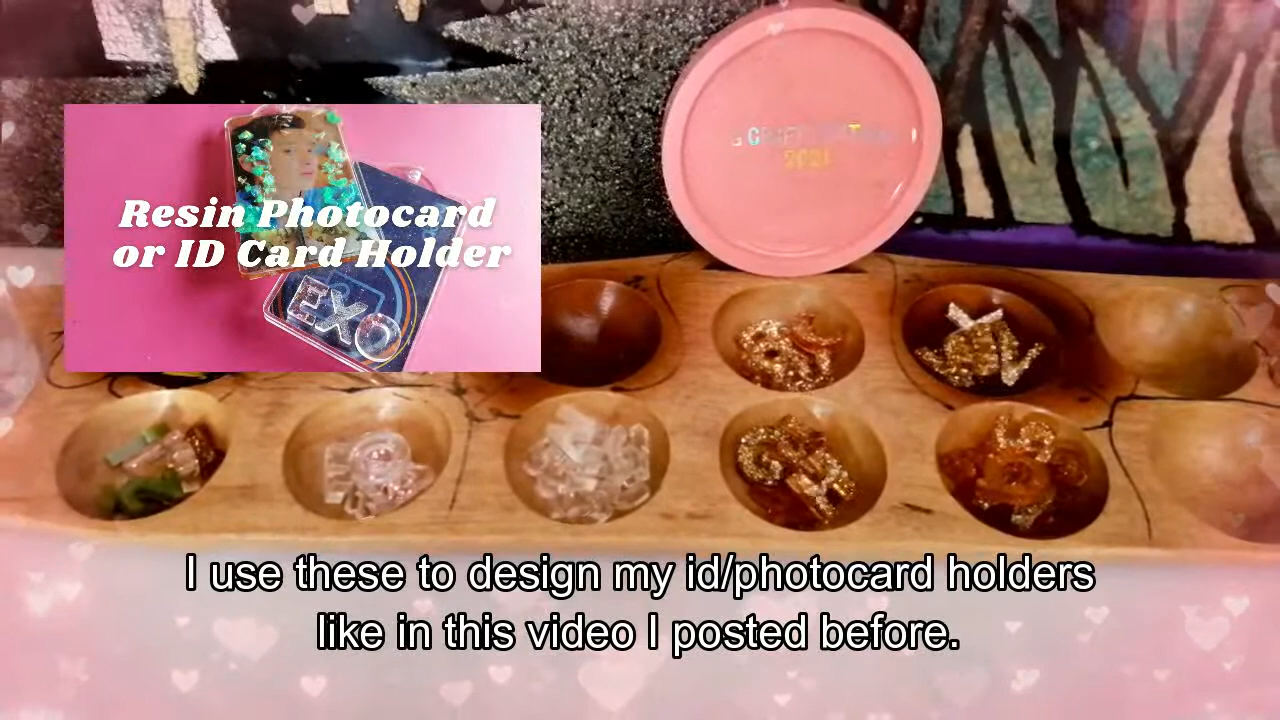 Resin Photocard
or ID Card Holder
EXO
2021
I use these to design my id/photocard holders
like in this video I posted before.